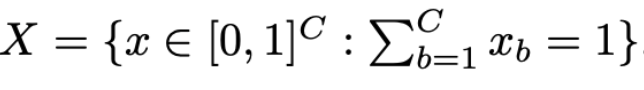 X = {x ∈ [0, 1]^C : ∑_{b=1}^{C} x_b = 1}